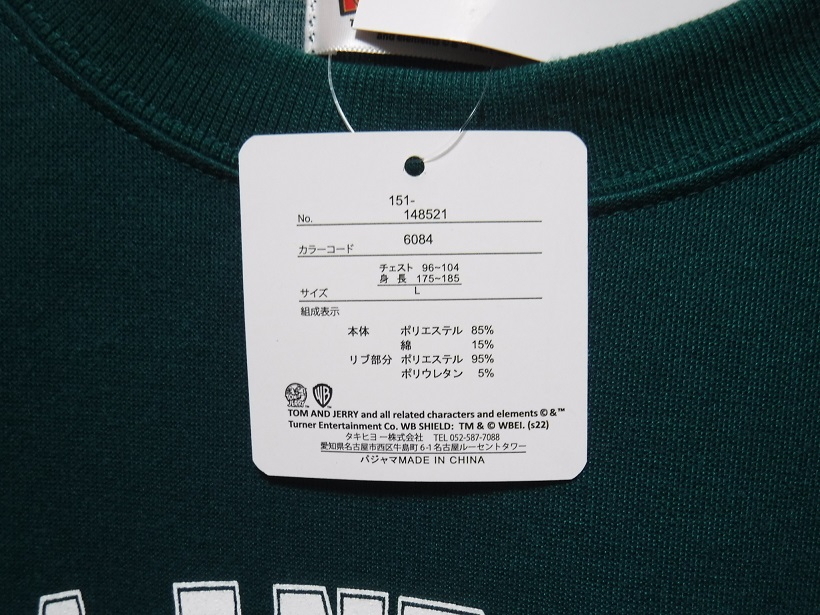 151-
No. 148521
カラーコード 6084
チェスト 96~104
身長 175~185
サイズ L
組成表示
本体 ポリエステル 85%
綿 15%
リブ部分 ポリエステル 95%
ポリウレタン 5%
WB
TOM AND JERRY and all related characters and elements © &™
Turner Entertainment Co. WB SHIELD: TM & © WBEI. (s22)
タキヒヨー株式会社 TEL 052-587-7088
愛知県名古屋市西区牛島町6-1名古屋ルーセントタワー
パジャマMADE IN CHINA
AND